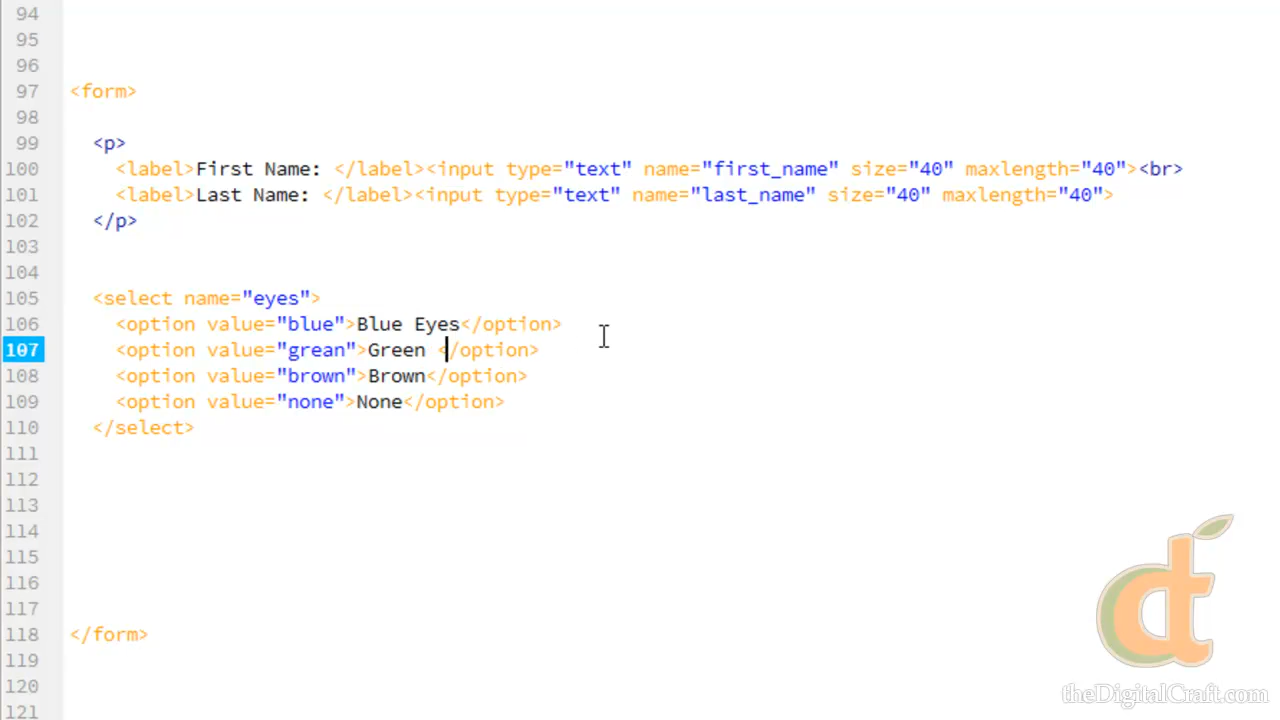 94
95
96
97 <form>
98
99 <p>
100 <label>First Name: </label><input type="text" name="first_name" size="40" maxlength="40"><br>
101 <label>Last Name: </label><input type="text" name="last_name" size="40" maxlength="40">
102 </p>
103
104
105 <select name="eyes">
106 <option value="blue">Blue Eyes</option>
107 <option value="grean">Green </option>
108 <option value="brown">Brown</option>
109 <option value="none">None</option>
110 </select>
111
112
113
114
115
116
117
118 </form>
119
120
121
dt
theDigitalCraft.com